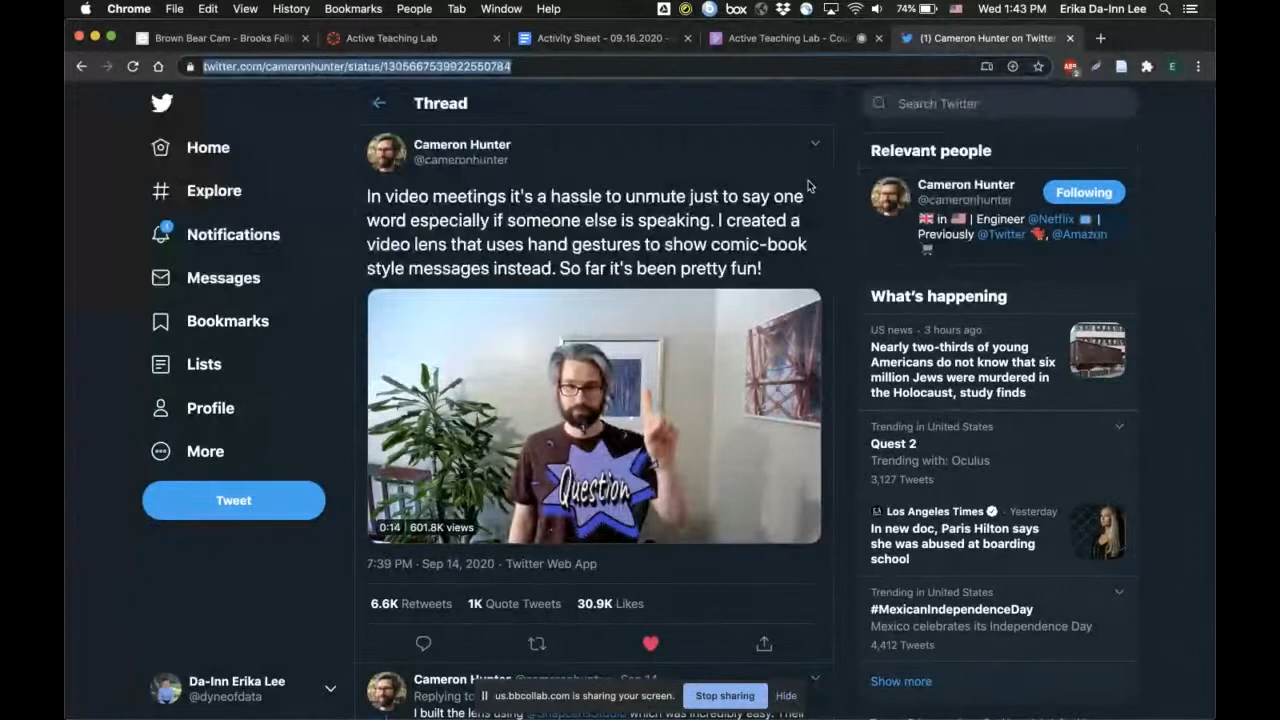 Chrome File Edit View History Bookmarks People Tab Window Help box 74% Wed 1:43 PM Erika Da-Inn Lee
Brown Bear Cam - Brooks Falls Active Teaching Lab Activity Sheet - 09.16.2020 - Active Teaching Lab - Cou (1) Cameron Hunter on Twitter
twitter.com/cameronhunter/status/1305667539922550784
Home
Explore
Notifications
Messages
Bookmarks
Lists
Profile
More
Tweet
Da-Inn Erika Lee
@dyneofdata
Thread
Cameron Hunter
@cameronhunter
In video meetings it's a hassle to unmute just to say one
word especially if someone else is speaking. I created a
video lens that uses hand gestures to show comic-book
style messages instead. So far it's been pretty fun!
Question
0:14 601.8K views
7:39 PM · Sep 14, 2020 · Twitter Web App
6.6K Retweets 1K Quote Tweets 30.9K Likes
Replying to
us.bbcollab.com is sharing your screen. Stop sharing Hide
Search Twitter
Relevant people
Cameron Hunter
@cameronhunter
Following
in | Engineer @Netflix |
Previously @Twitter , @Amazon
What's happening
US news · 3 hours ago
Nearly two-thirds of young
Americans do not know that six
million Jews were murdered in
the Holocaust, study finds
Trending in United States
Quest 2
Trending with: Oculus
3,127 Tweets
Los Angeles Times · Yesterday
In new doc, Paris Hilton says
she was abused at boarding
school
Trending in United States
#MexicanIndependenceDay
Mexico celebrates its Independence Day
4,412 Tweets
Show more